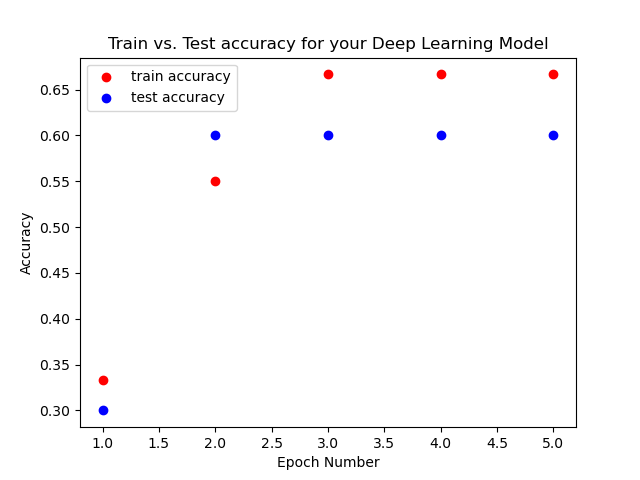 Train vs. Test accuracy for your Deep Learning Model
train accuracy
test accuracy
Accuracy
0.65
0.60
0.55
0.50
0.45
0.40
0.35
0.30
1.0 1.5 2.0 2.5 3.0 3.5 4.0 4.5 5.0
Epoch Number